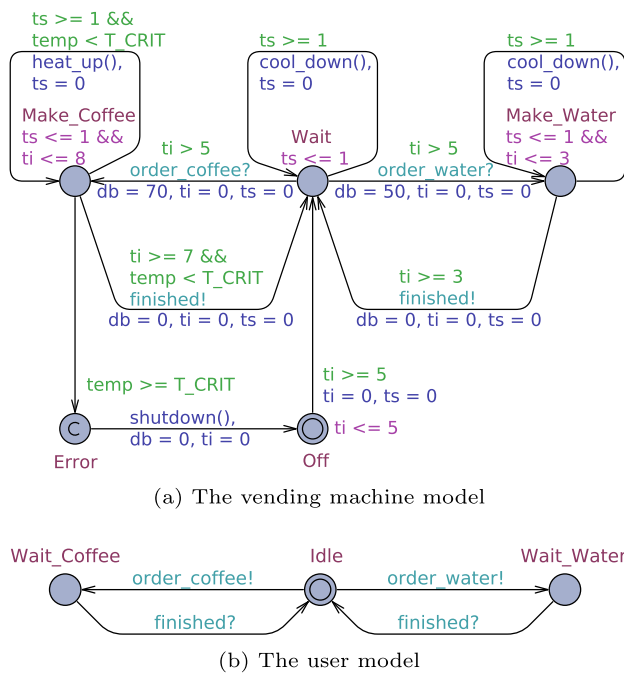 ts >= 1 &&
temp < T_CRIT
heat_up(),
ts = 0
ts >= 1
cool_down(),
ts = 0
ts >= 1
cool_down(),
ts = 0
Make_Coffee
ts <= 1 &&
ti <= 8
Wait
ts <= 1
Make_Water
ts <= 1 &&
ti <= 3
ti > 5
order_coffee?
db = 70, ti = 0, ts = 0
ti > 5
order_water?
db = 50, ti = 0, ts = 0
ti >= 7 &&
temp < T_CRIT
finished!
db = 0, ti = 0, ts = 0
ti >= 3
finished!
db = 0, ti = 0, ts = 0
temp >= T_CRIT
ti >= 5
ti = 0, ts = 0
C
shutdown(),
db = 0, ti = 0
ti <= 5
Error
Off
(a) The vending machine model
Wait_Coffee
Idle
Wait_Water
order_coffee!
order_water!
finished?
finished?
(b) The user model